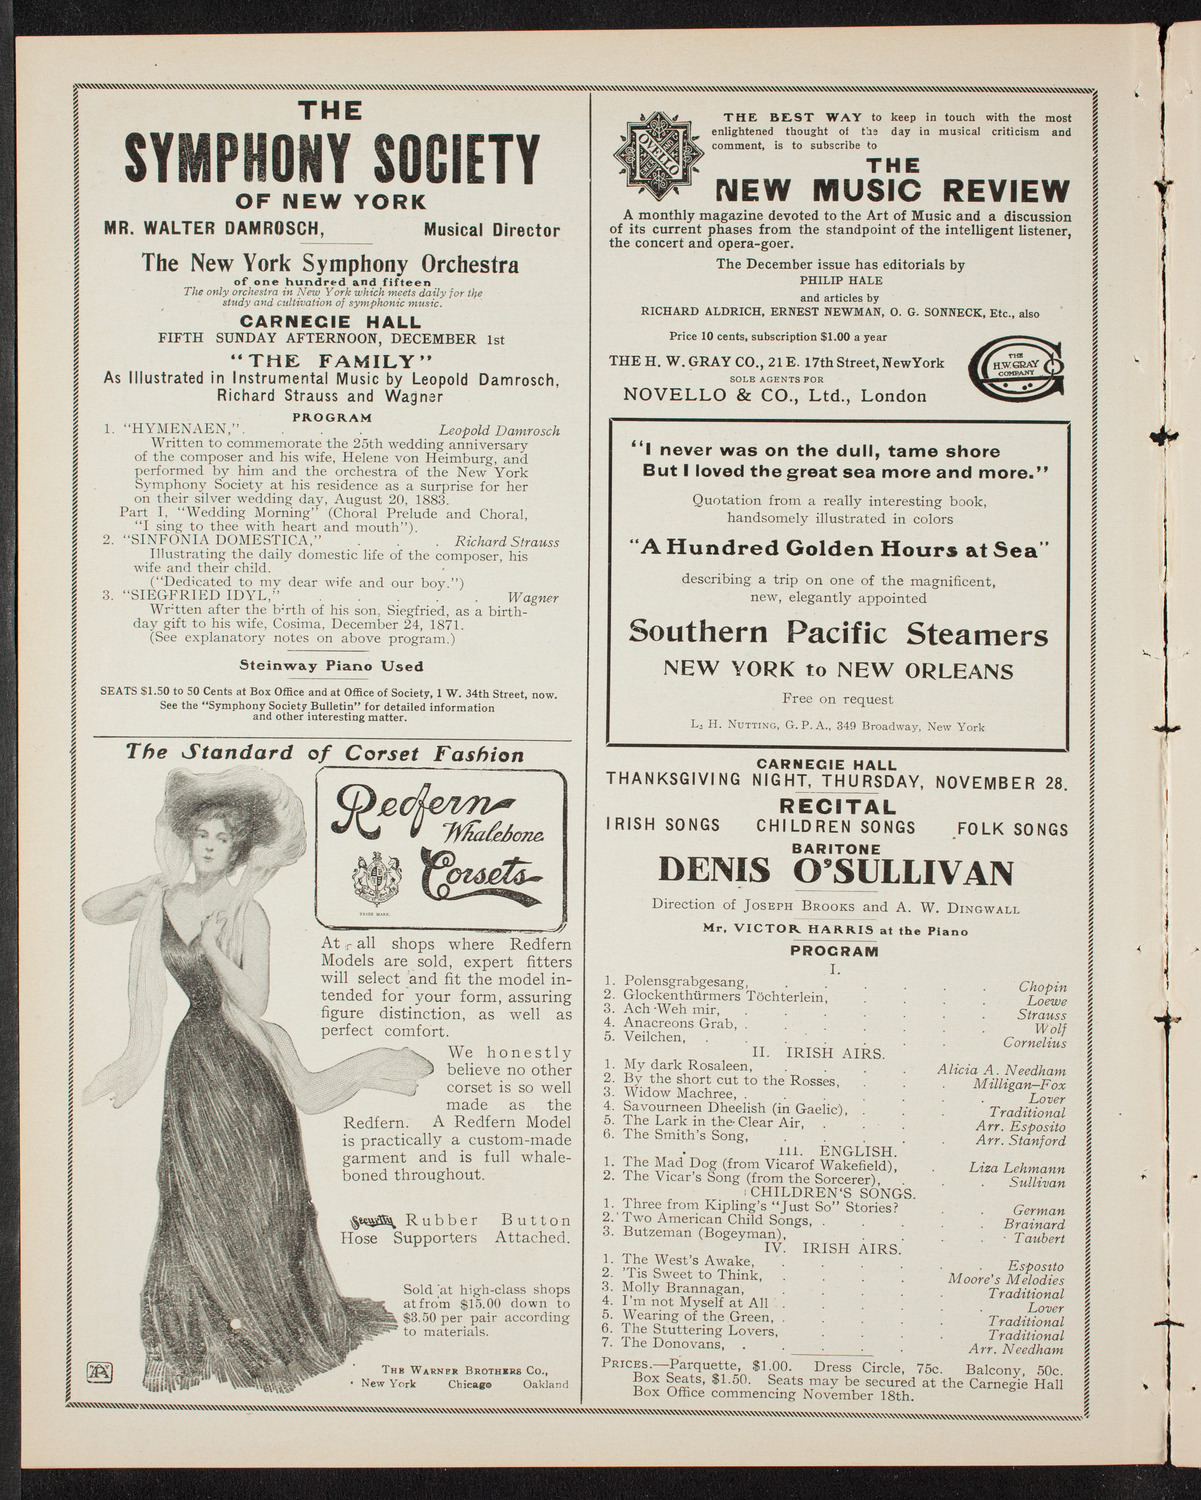 THE
SYMPHONY SOCIETY
OF NEW YORK
MR. WALTER DAMROSCH, Musical Director
The New York Symphony Orchestra
of one hundred and fifteen
The only orchestra in New York which meets daily for the
study and cultivation of symphonic music.
CARNEGIE HALL
FIFTH SUNDAY AFTERNOON, DECEMBER 1st
"THE FAMILY"
As Illustrated in Instrumental Music by Leopold Damrosch,
Richard Strauss and Wagner
PROGRAM
1. "HYMENAEN,". . . . Leopold Damrosch
Written to commemorate the 25th wedding anniversary
of the composer and his wife, Helene von Heimburg, and
performed by him and the orchestra of the New York
Symphony Society at his residence as a surprise for her
on their silver wedding day, August 20, 1883.
Part I, "Wedding Morning" (Choral Prelude and Choral,
"I sing to thee with heart and mouth").
2. "SINFONIA DOMESTICA," . . . Richard Strauss
Illustrating the daily domestic life of the composer, his
wife and their child.
("Dedicated to my dear wife and our boy.")
3. "SIEGFRIED IDYL," . . . . . Wagner
Written after the birth of his son, Siegfried, as a birth-
day gift to his wife, Cosima, December 24, 1871.
(See explanatory notes on above program.)
Steinway Piano Used
SEATS $1.50 to 50 Cents at Box Office and at Office of Society, 1 W. 34th Street, now.
See the "Symphony Society Bulletin" for detailed information
and other interesting matter.
The Standard of Corset Fashion
Redfern
Whalebone
Corsets
TRADE MARK.
At all shops where Redfern
Models are sold, expert fitters
will select and fit the model in-
tended for your form, assuring
figure distinction, as well as
perfect comfort.
We honestly
believe no other
corset is so well
made as the
Redfern. A Redfern Model
is practically a custom-made
garment and is full whale-
boned throughout.
Security Rubber Button
Hose Supporters Attached.
Sold at high-class shops
at from $15.00 down to
$3.50 per pair according
to materials.
THE WARNER BROTHERS CO.,
New York Chicago Oakland
NOVELLO
THE BEST WAY to keep in touch with the most
enlightened thought of the day in musical criticism and
comment, is to subscribe to
THE
NEW MUSIC REVIEW
A monthly magazine devoted to the Art of Music and a discussion
of its current phases from the standpoint of the intelligent listener,
the concert and opera-goer.
The December issue has editorials by
PHILIP HALE
and articles by
RICHARD ALDRICH, ERNEST NEWMAN, O. G. SONNECK, Etc., also
Price 10 cents, subscription $1.00 a year
THE H. W. GRAY CO., 21 E. 17th Street, New York
SOLE AGENTS FOR
NOVELLO & CO., Ltd., London
THE
H.W. GRAY
COMPANY
"I never was on the dull, tame shore
But I loved the great sea more and more."
Quotation from a really interesting book,
handsomely illustrated in colors
"A Hundred Golden Hours at Sea"
describing a trip on one of the magnificent,
new, elegantly appointed
Southern Pacific Steamers
NEW YORK to NEW ORLEANS
Free on request
L. H. NUTTING, G. P. A., 349 Broadway, New York
CARNEGIE HALL
THANKSGIVING NIGHT, THURSDAY, NOVEMBER 28.
RECITAL
IRISH SONGS CHILDREN SONGS FOLK SONGS
BARITONE
DENIS O'SULLIVAN
Direction of JOSEPH BROOKS and A. W. DINGWALL
Mr. VICTOR HARRIS at the Piano
PROGRAM
I.
1. Polensgrabgesang, . . . . . Chopin
2. Glockenthürmers Töchterlein, . . . . Loewe
3. Ach Weh mir, . . . . . Strauss
4. Anacreons Grab, . . . . . Wolf
5. Veilchen, . . . . . Cornelius
II. IRISH AIRS.
1. My dark Rosaleen, . . . . Alicia A. Needham
2. By the short cut to the Rosses, . . . . Milligan—Fox
3. Widow Machree, . . . . . Lover
4. Savourneen Dheelish (in Gaelic), . . . Traditional
5. The Lark in the Clear Air, . . . . Arr. Esposito
6. The Smith's Song, . . . . Arr. Stanford
III. ENGLISH.
1. The Mad Dog (from Vicarof Wakefield), . Liza Lehmann
2. The Vicar's Song (from the Sorcerer), . . . Sullivan
CHILDREN'S SONGS.
1. Three from Kipling's "Just So" Stories? . . German
2. Two American Child Songs, . . . . Brainard
3. Butzeman (Bogeyman), . . . . Taubert
IV. IRISH AIRS.
1. The West's Awake, . . . . . Esposito
2. 'Tis Sweet to Think, . . . . Moore's Melodies
3. Molly Brannagan, . . . . Traditional
4. I'm not Myself at All . . . . . Lover
5. Wearing of the Green, . . . . Traditional
6. The Stuttering Lovers, . . . . Traditional
7. The Donovans, . . . . Arr. Needham
PRICES.—Parquette, $1.00. Dress Circle, 75c. Balcony, 50c.
Box Seats, $1.50. Seats may be secured at the Carnegie Hall
Box Office commencing November 18th.